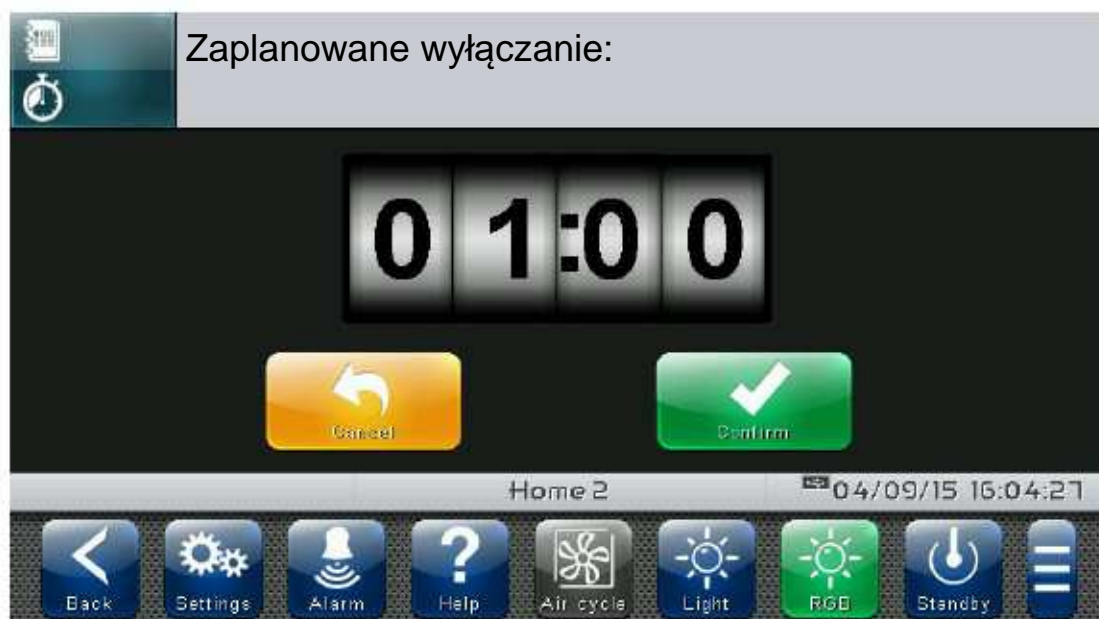 Zaplanowane wyłączanie:
01:00
Cancel
Confirm
Home 2
04/09/15 16:04:27
Back
Settings
Alarm
Help
Air cycle
Light
RGB
Standby